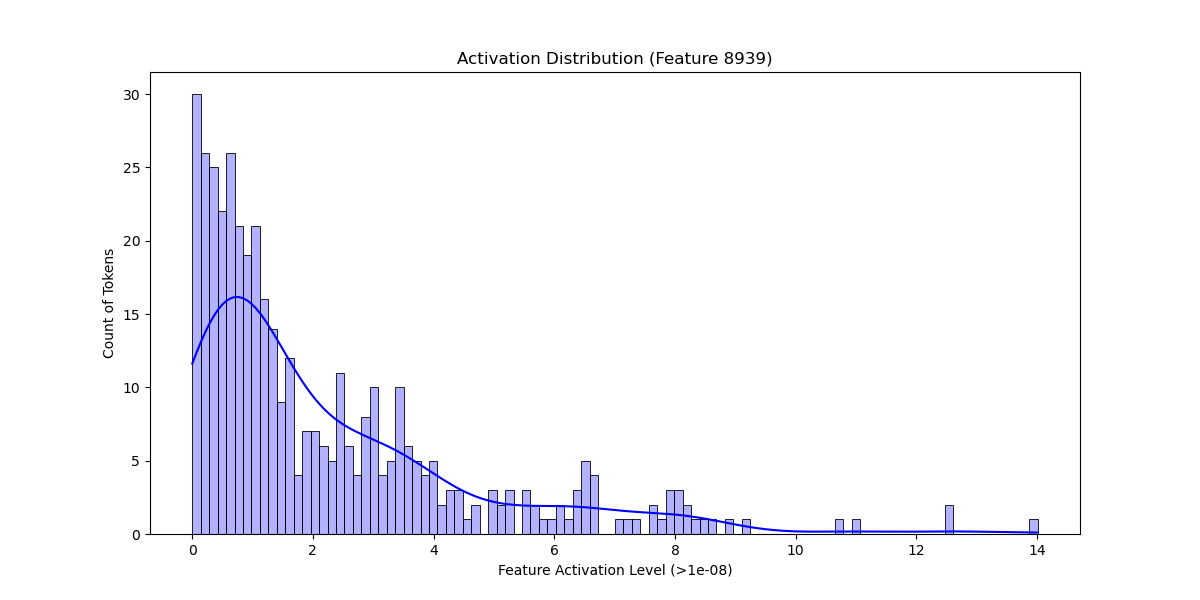 Activation Distribution (Feature 8939)
30
25
20
15
10
5
0
Count of Tokens
0 2 4 6 8 10 12 14
Feature Activation Level (>1e-08)